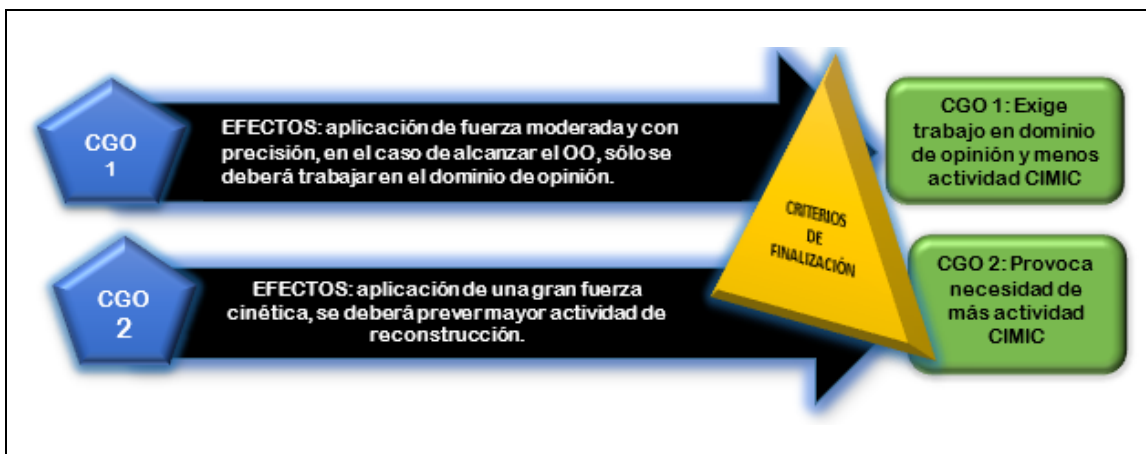 CGO
1
EFECTOS: aplicación de fuerza moderada y con
precisión, en el caso de alcanzar el OO, sólo se
deberá trabajar en el dominio de opinión.
CRITERIOS
DE
FINALIZACIÓN
CGO 1: Exige
trabajo en dominio
de opinión y menos
actividad CIMIC
CGO
2
EFECTOS: aplicación de una gran fuerza
cinética, se deberá prever mayor actividad de
reconstrucción.
CGO 2: Provoca
necesidad de
más actividad
CIMIC